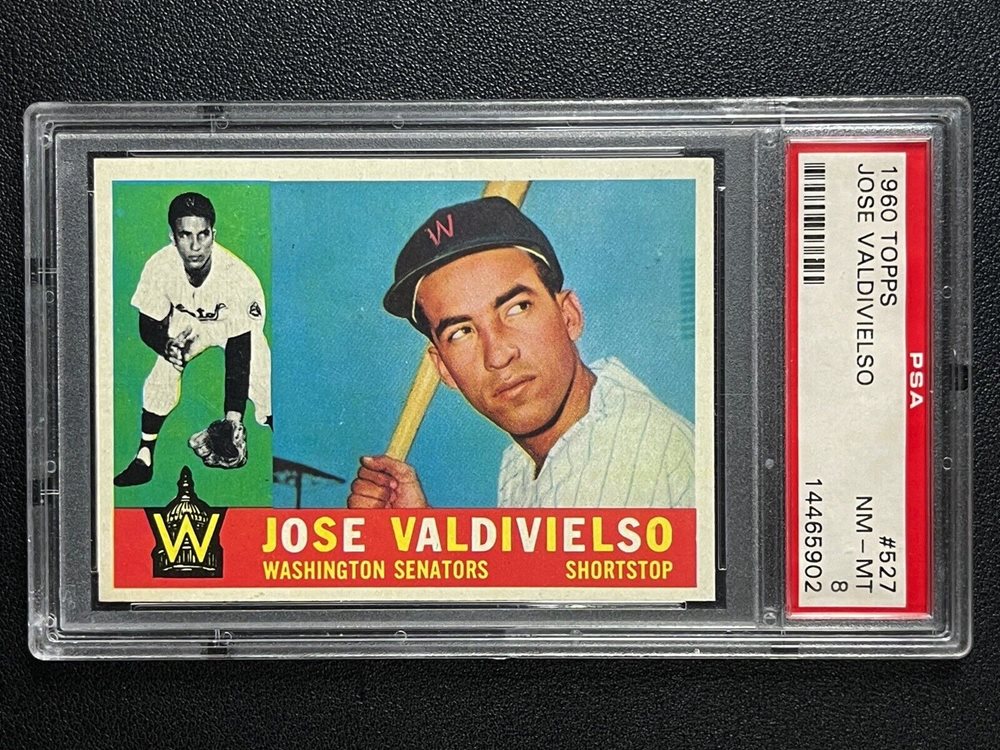 W
W
JOSE VALDIVIELSO
WASHINGTON SENATORS SHORTSTOP
1960 TOPPS #527
JOSE VALDIVIELSO NM-MT
8
14465902
PSA